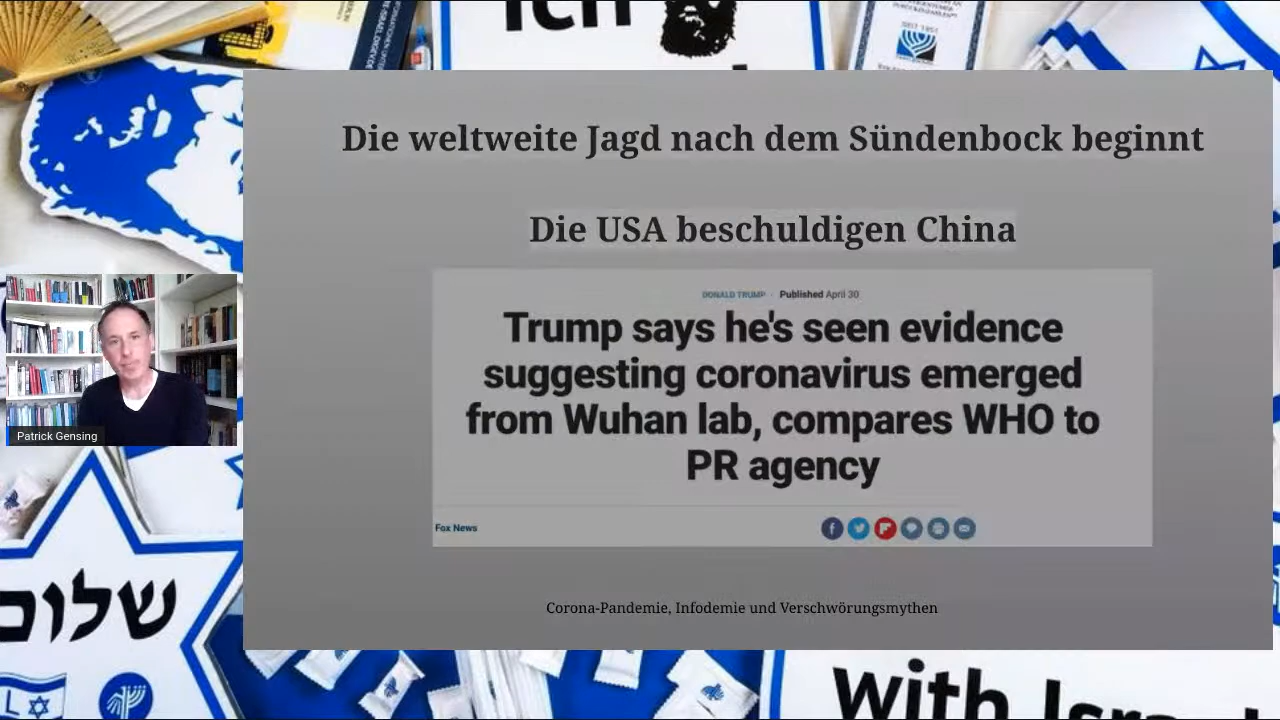 ich
Die weltweite Jagd nach dem Sündenbock beginnt
Die USA beschuldigen China
DONALD TRUMP · Published April 30
Trump says he's seen evidence
suggesting coronavirus emerged
from Wuhan lab, compares WHO to
PR agency
Fox News
Patrick Gensing
Corona-Pandemie, Infodemie und Verschwörungsmythen
שלום
with